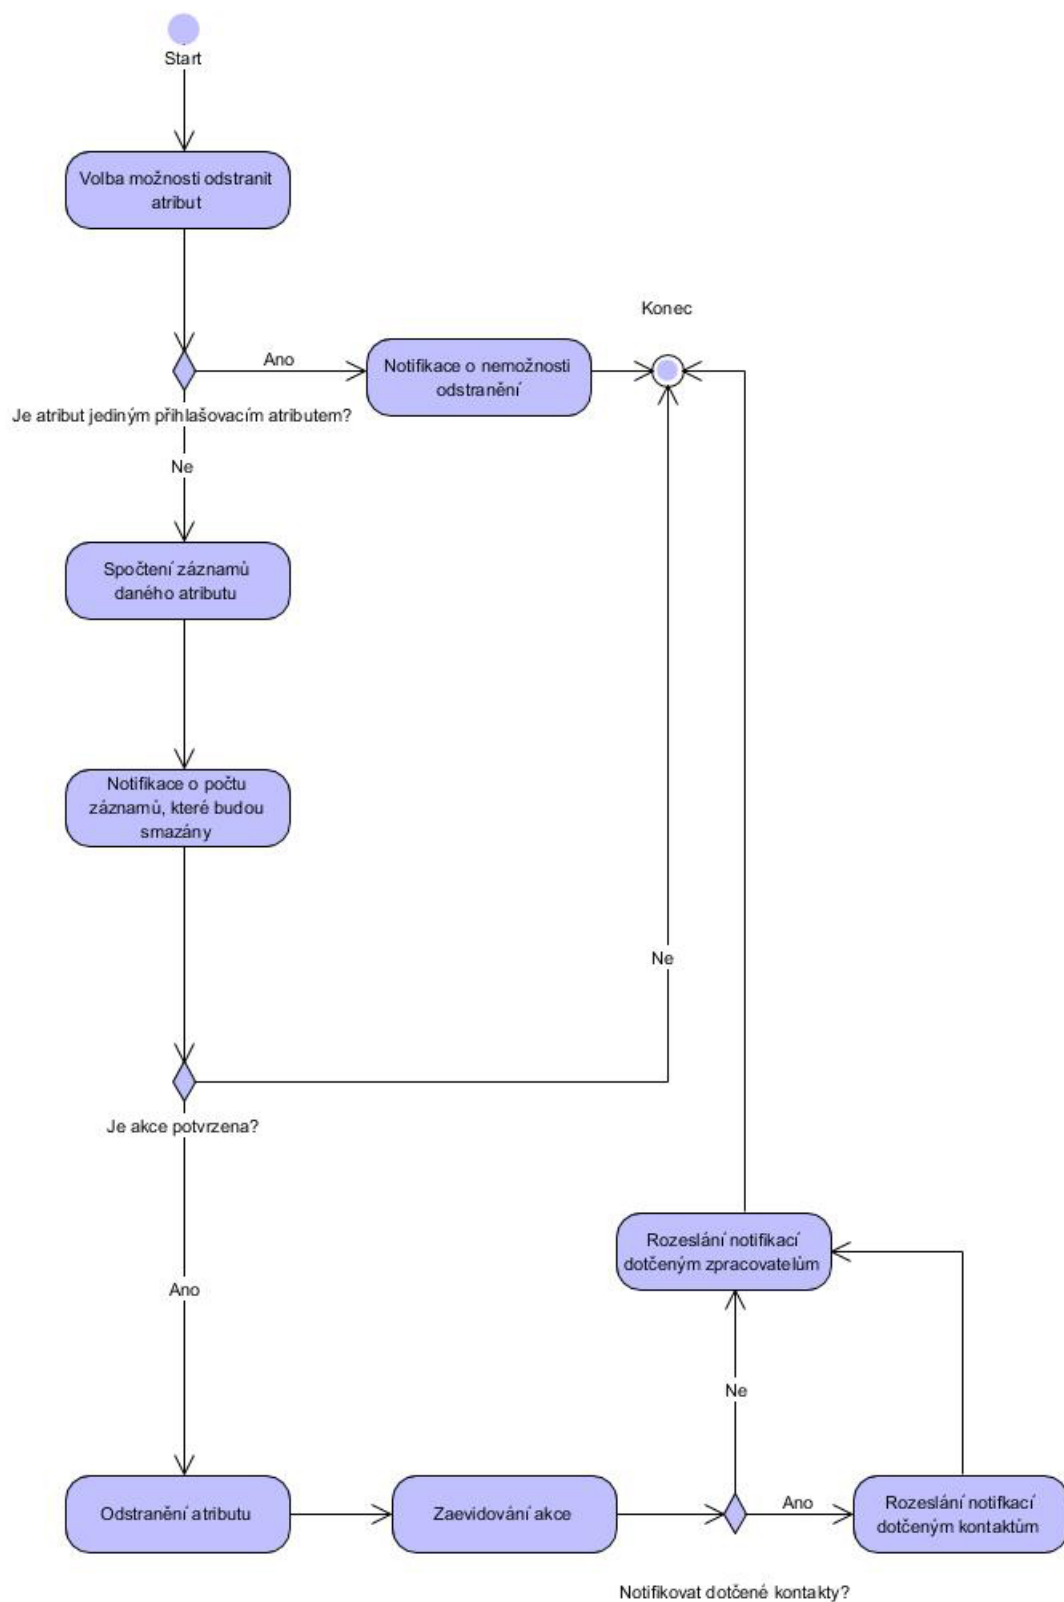 Start
Volba možnosti odstranit
atribut
Konec
Ano
Notifikace o nemožnosti
odstranění
Je atribut jediným přihlašovacím atributem?
Ne
Spočtení záznamů
daného atributu
Notifikace o počtu
záznamů, které budou
smazány
Ne
Je akce potvrzena?
Rozeslání notifikací
dotčeným zpracovatelům
Ano
Ne
Odstranění atributu
Zaevidování akce
Ano
Rozeslání notifkací
dotčeným kontaktům
Notifikovat dotčené kontakty?